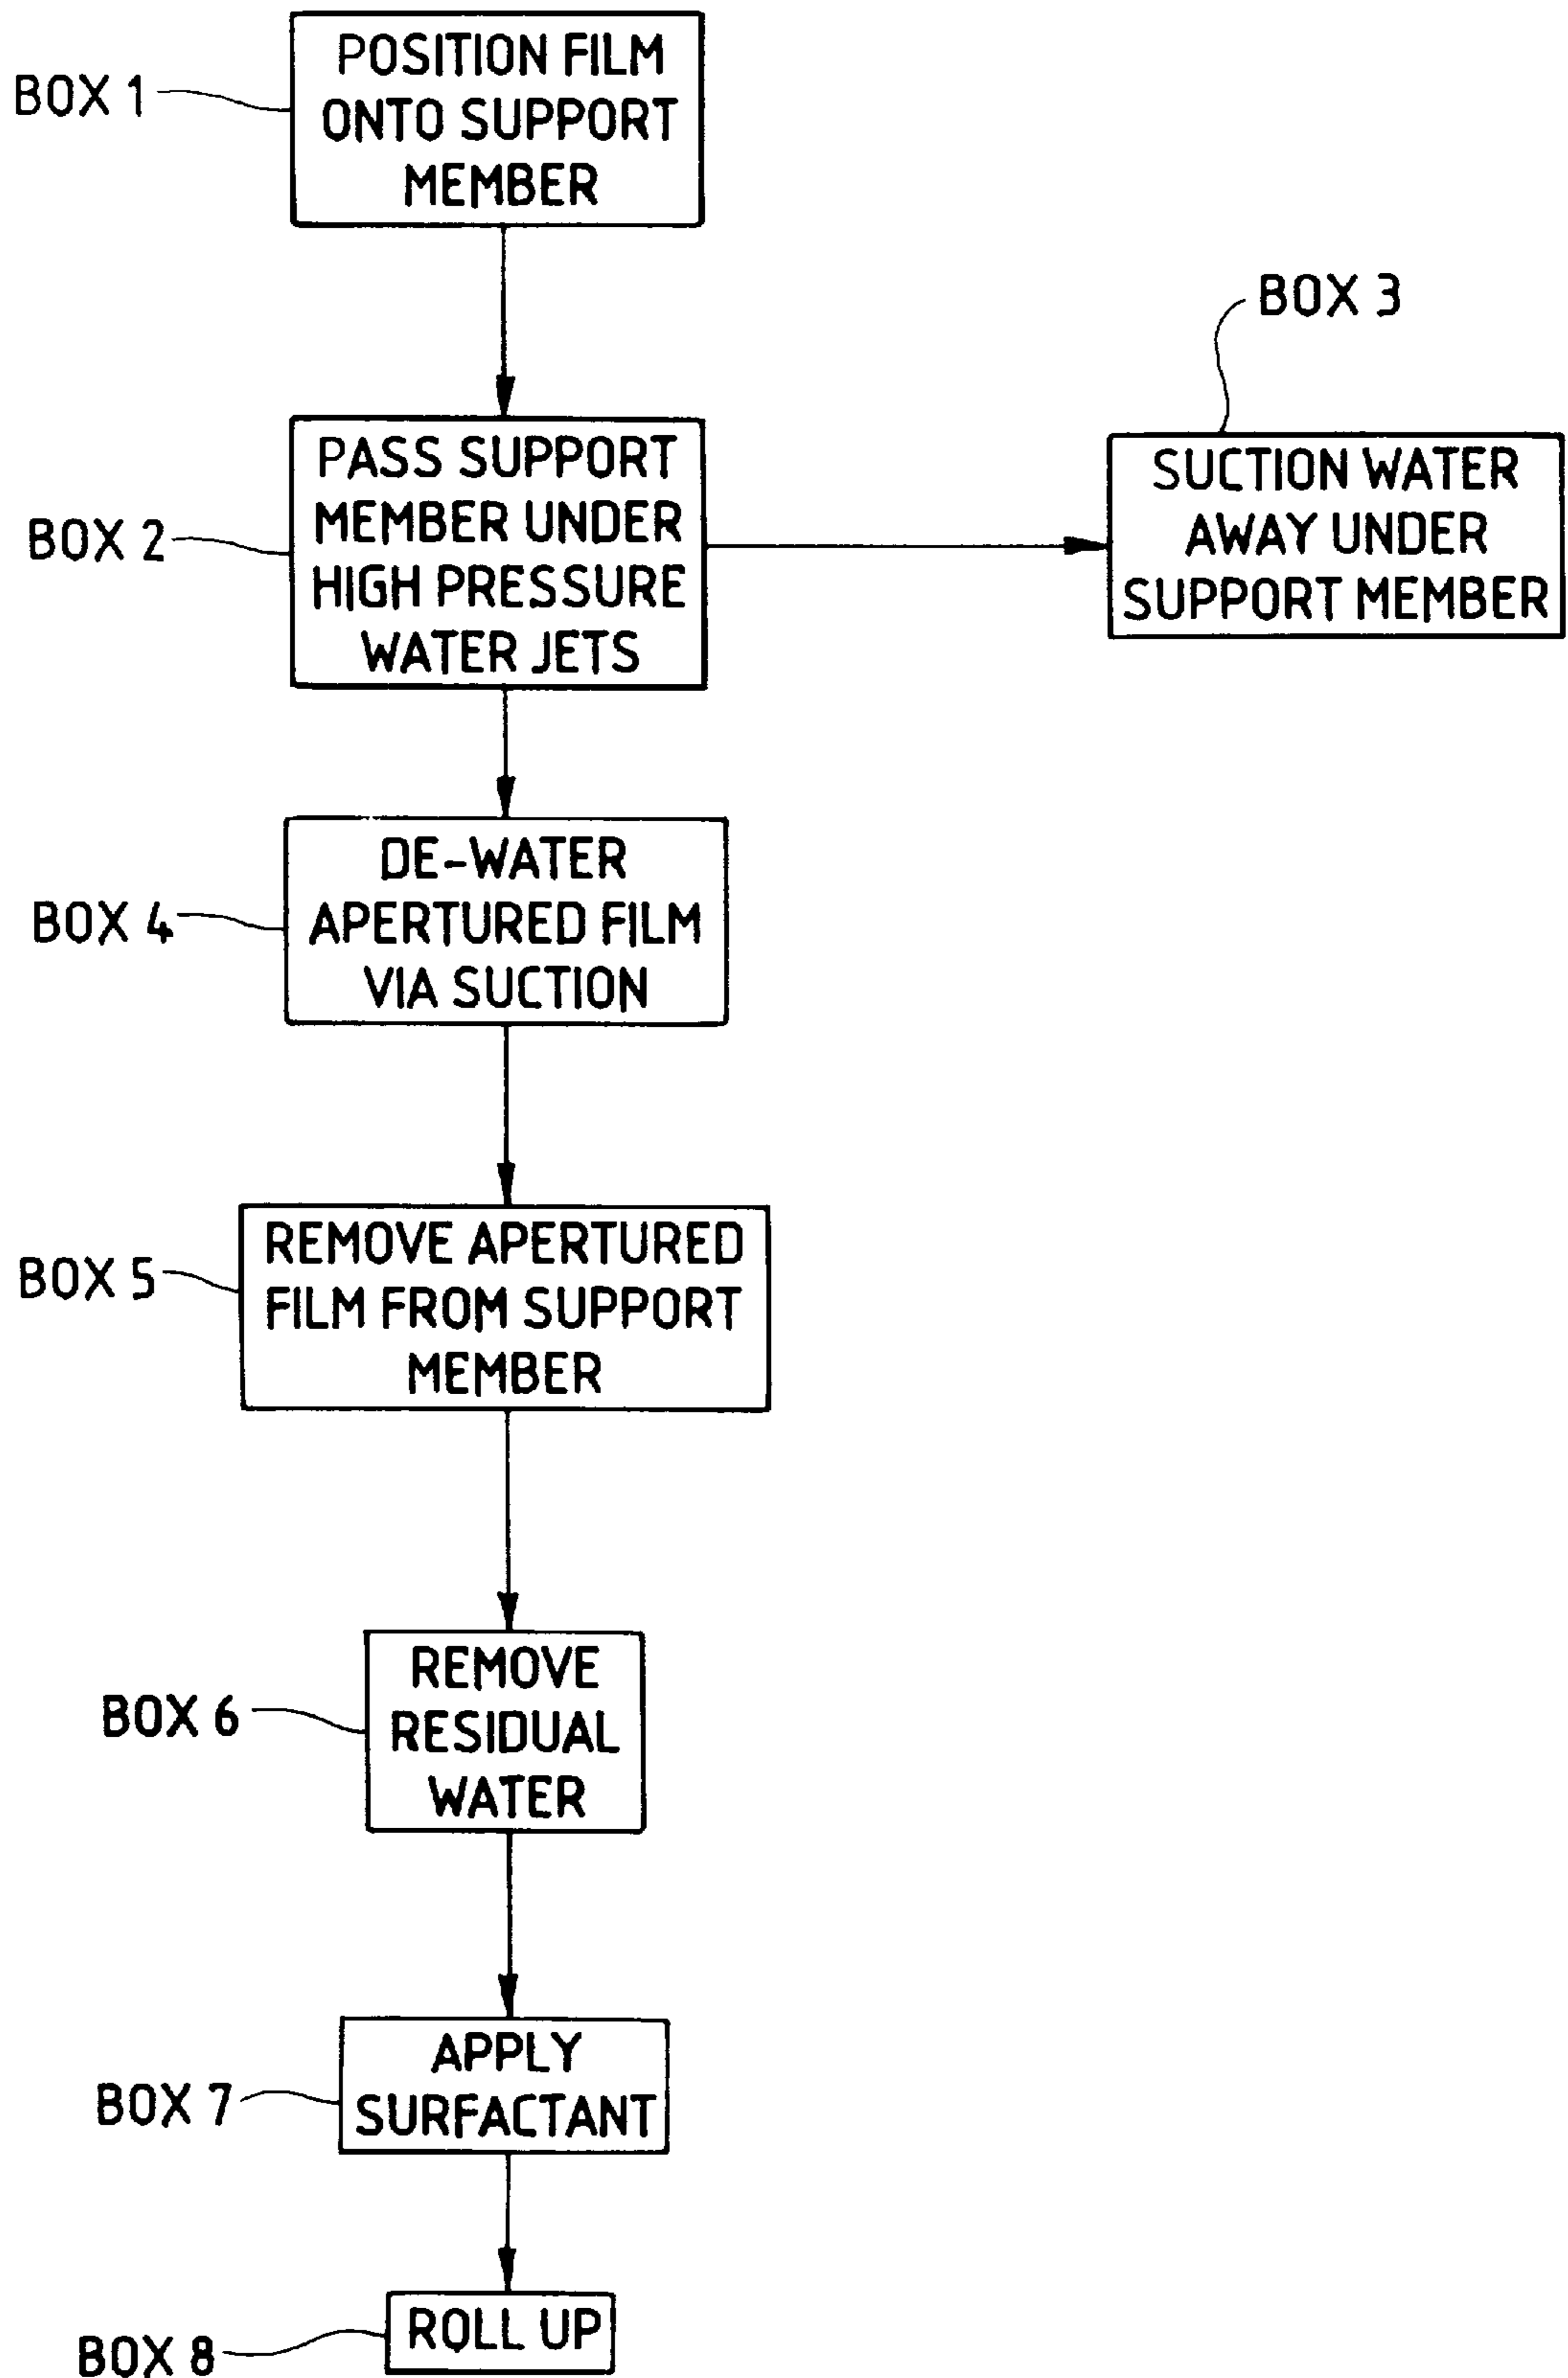 BOX 1
POSITION FILM
ONTO SUPPORT
MEMBER
BOX 2
PASS SUPPORT
MEMBER UNDER
HIGH PRESSURE
WATER JETS
BOX 3
SUCTION WATER
AWAY UNDER
SUPPORT MEMBER
BOX 4
DE-WATER
APERTURED FILM
VIA SUCTION
BOX 5
REMOVE APERTURED
FILM FROM SUPPORT
MEMBER
BOX 6
REMOVE
RESIDUAL
WATER
BOX 7
APPLY
SURFACTANT
BOX 8
ROLL UP